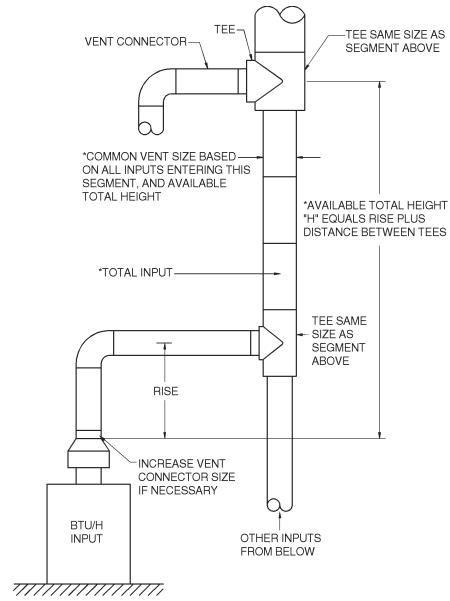 TEE
VENT CONNECTOR
TEE SAME SIZE AS
SEGMENT ABOVE
*COMMON VENT SIZE BASED
ON ALL INPUTS ENTERING THIS
SEGMENT, AND AVAILABLE
TOTAL HEIGHT
*AVAILABLE TOTAL HEIGHT
"H" EQUALS RISE PLUS
DISTANCE BETWEEN TEES
*TOTAL INPUT
TEE SAME
SIZE AS
SEGMENT
ABOVE
RISE
INCREASE VENT
CONNECTOR SIZE
IF NECESSARY
BTU/H
INPUT
OTHER INPUTS
FROM BELOW